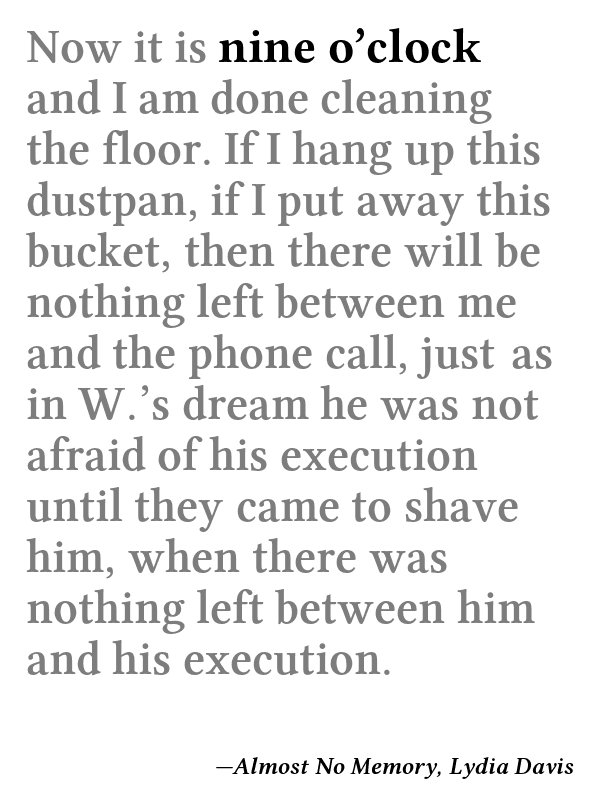 Now it is nine o’clock
and I am done cleaning
the floor. If I hang up this
dustpan, if I put away this
bucket, then there will be
nothing left between me
and the phone call, just as
in W.’s dream he was not
afraid of his execution
until they came to shave
him, when there was
nothing left between him
and his execution.
—Almost No Memory, Lydia Davis